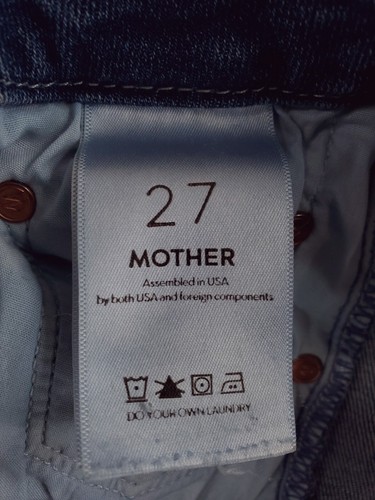 27
MOTHER
Assembled in USA
by both USA and foreign components
DO YOUR OWN LAUNDRY